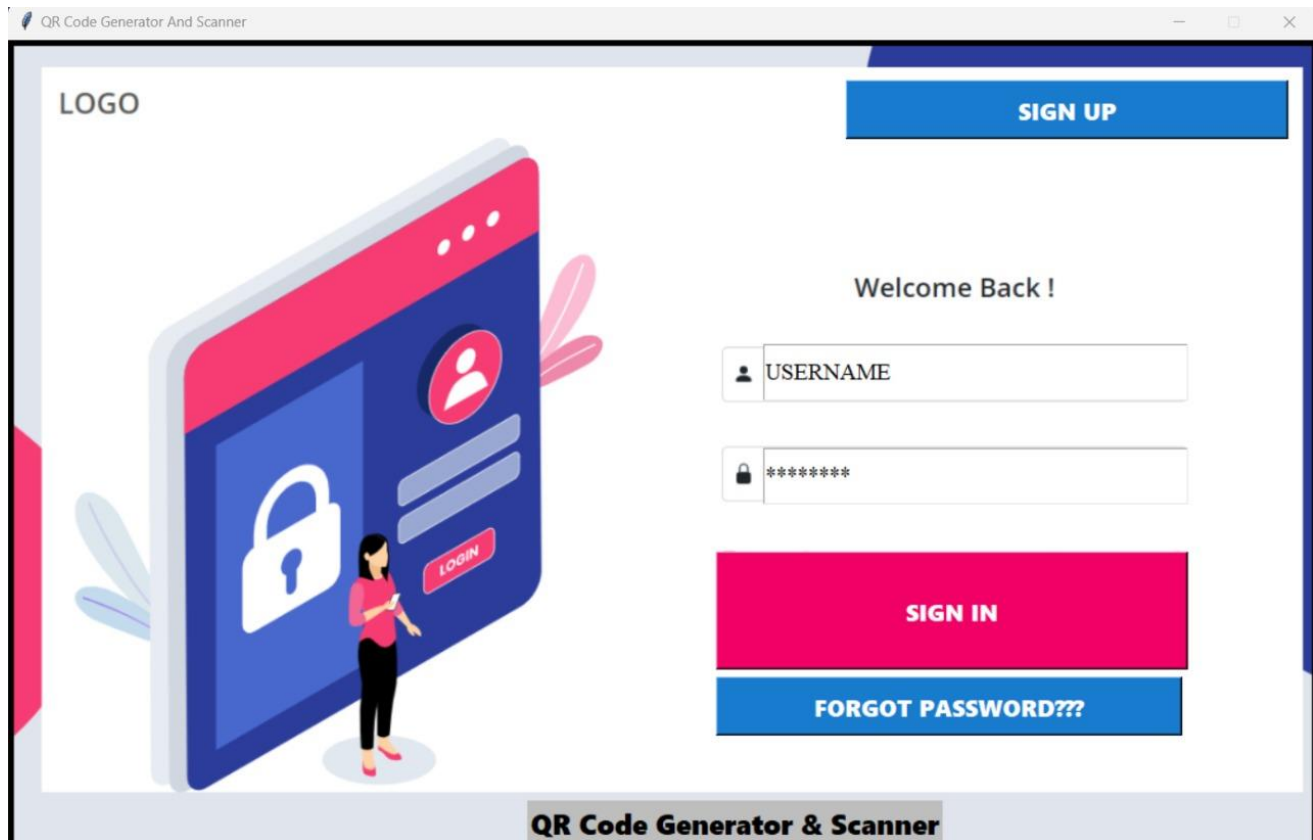 QR Code Generator And Scanner
LOGO
SIGN UP
Welcome Back !
USERNAME
********
LOGIN
SIGN IN
FORGOT PASSWORD???
QR Code Generator & Scanner